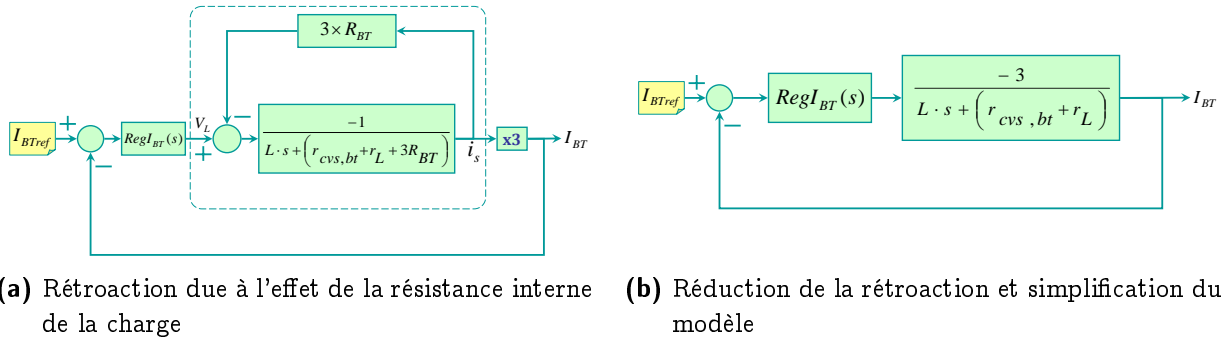 3 × R_BT
I_BTref
+
−
RegI_BT(s)
V_L
+
−
−1
L · s + (r_cvs,bt + r_L + 3R_BT)
i_s
x3
I_BT
(a) Rétroaction due à l'effet de la résistance interne
de la charge
I_BTref
+
−
RegI_BT(s)
− 3
L · s + (r_cvs ,bt + r_L)
I_BT
(b) Réduction de la rétroaction et simplification du
modèle